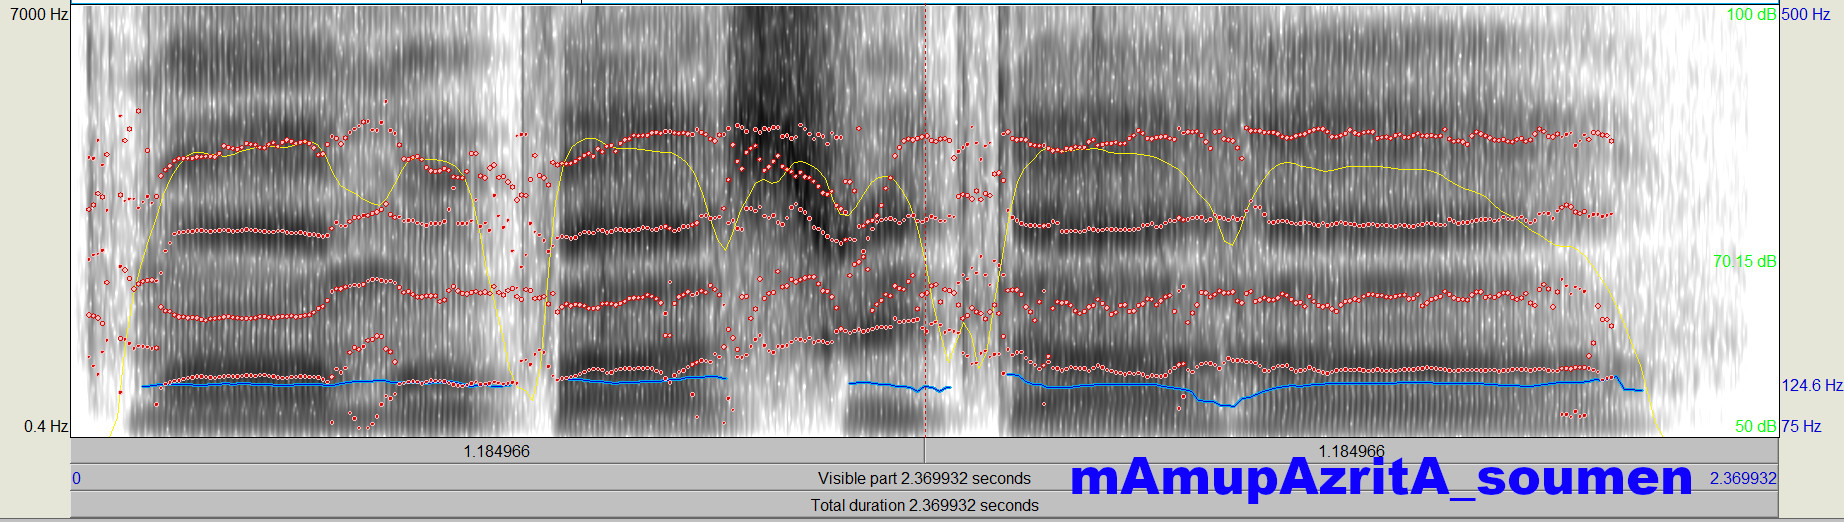 7000 Hz 100 dB 500 Hz
70.15 dB
124.6 Hz
0.4 Hz 50 dB 75 Hz
1.184966 1.184966
0 Visible part 2.369932 seconds mAmupAzritA_soumen 2.369932
Total duration 2.369932 seconds